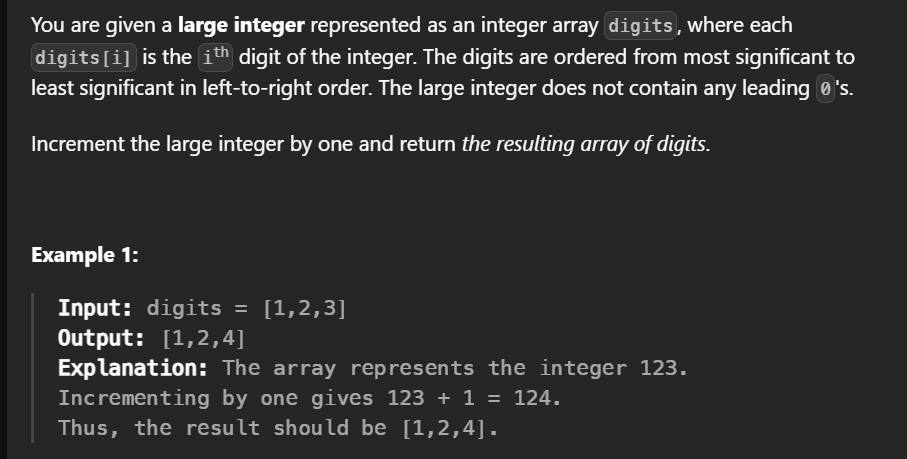 You are given a large integer represented as an integer array digits, where each
digits[i] is the ith digit of the integer. The digits are ordered from most significant to
least significant in left-to-right order. The large integer does not contain any leading 0's.
Increment the large integer by one and return the resulting array of digits.
Example 1:
Input: digits = [1,2,3]
Output: [1,2,4]
Explanation: The array represents the integer 123.
Incrementing by one gives 123 + 1 = 124.
Thus, the result should be [1,2,4].